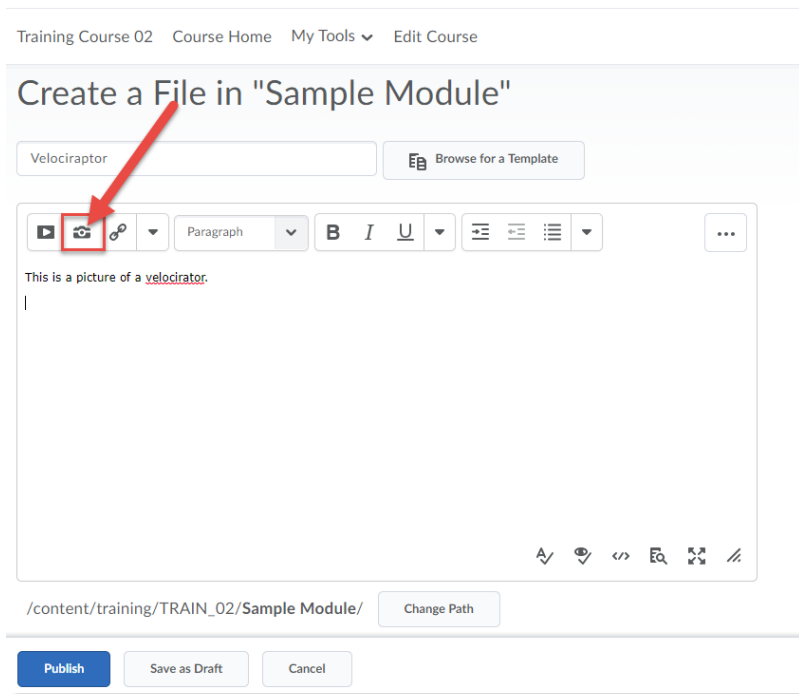 Training Course 02 Course Home My Tools Edit Course
Create a File in "Sample Module"
Velociraptor Browse for a Template
Paragraph B I U
This is a picture of a velocirator.
/content/training/TRAIN_02/Sample Module/ Change Path
Publish Save as Draft Cancel